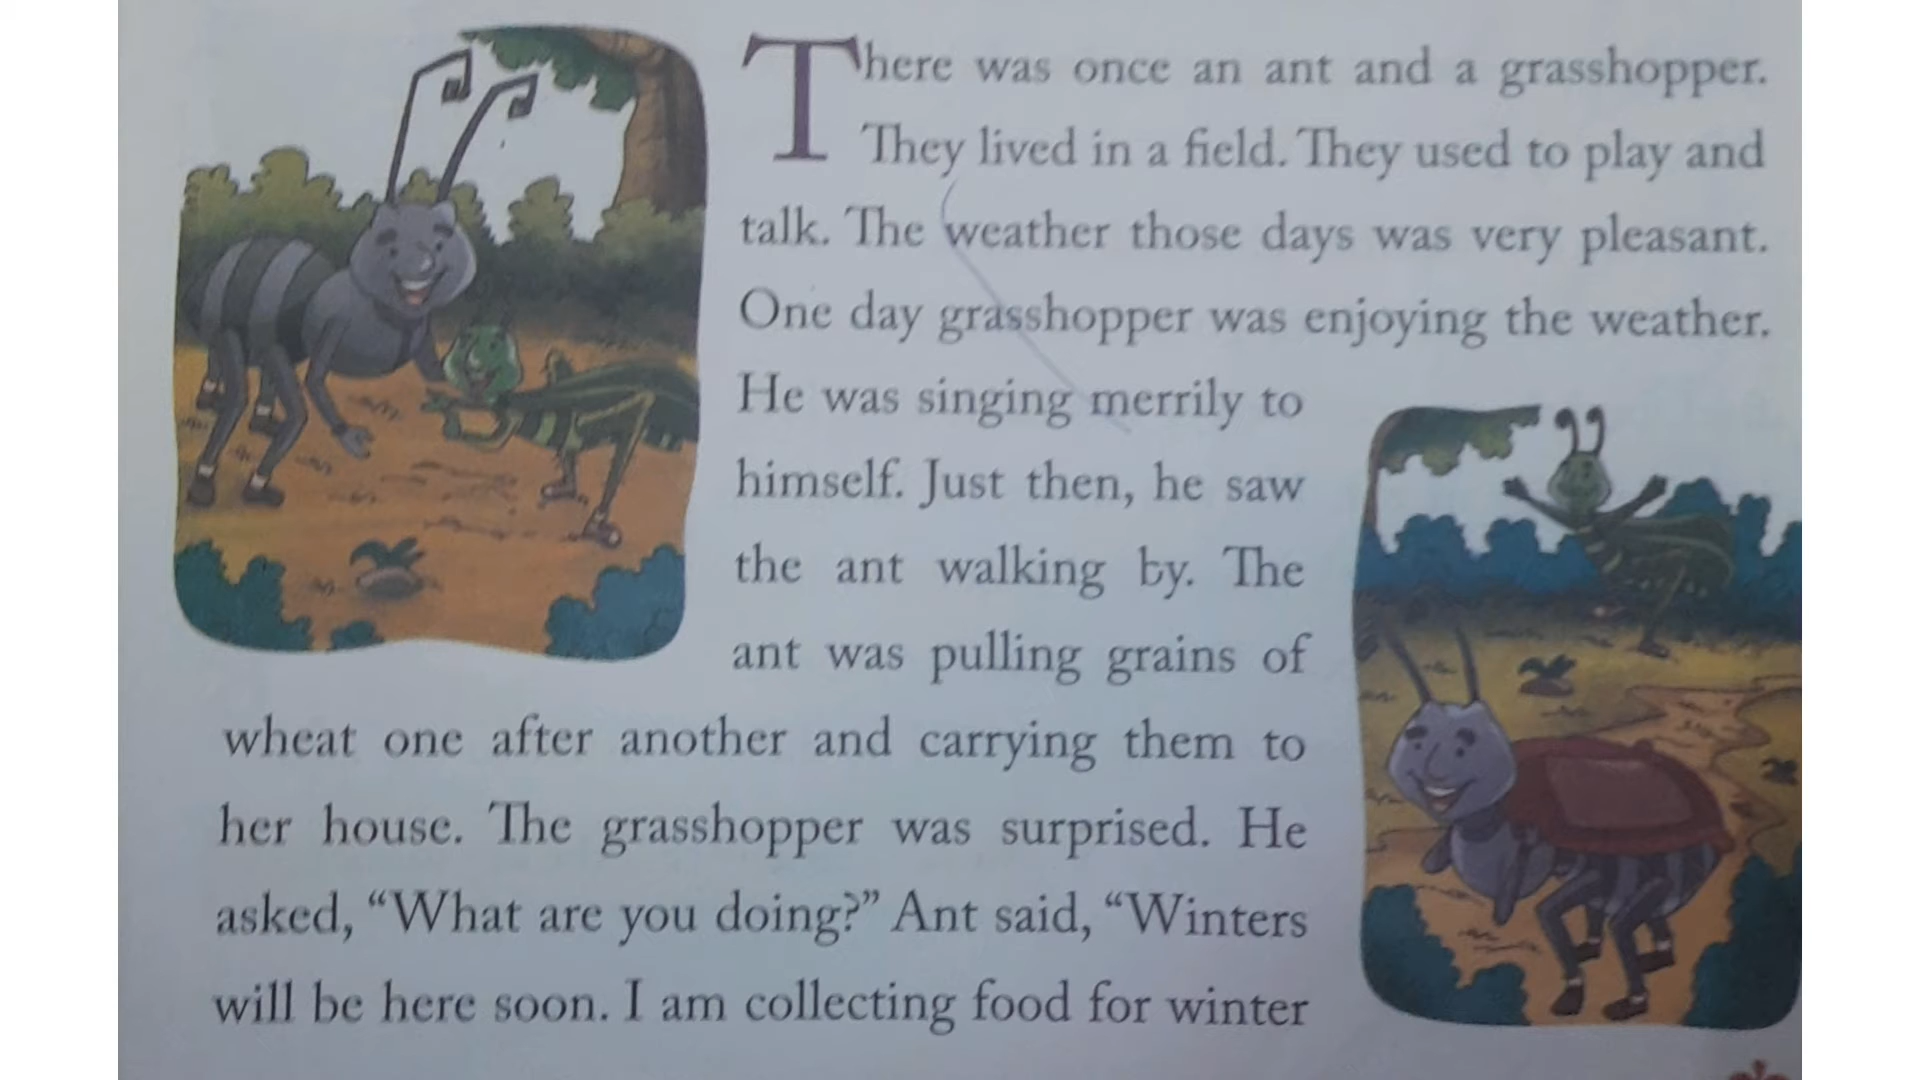 There was once an ant and a grasshopper.
They lived in a field. They used to play and
talk. The weather those days was very pleasant.
One day grasshopper was enjoying the weather.
He was singing merrily to
himself. Just then, he saw
the ant walking by. The
ant was pulling grains of
wheat one after another and carrying them to
her house. The grasshopper was surprised. He
asked, “What are you doing?” Ant said, “Winters
will be here soon. I am collecting food for winter